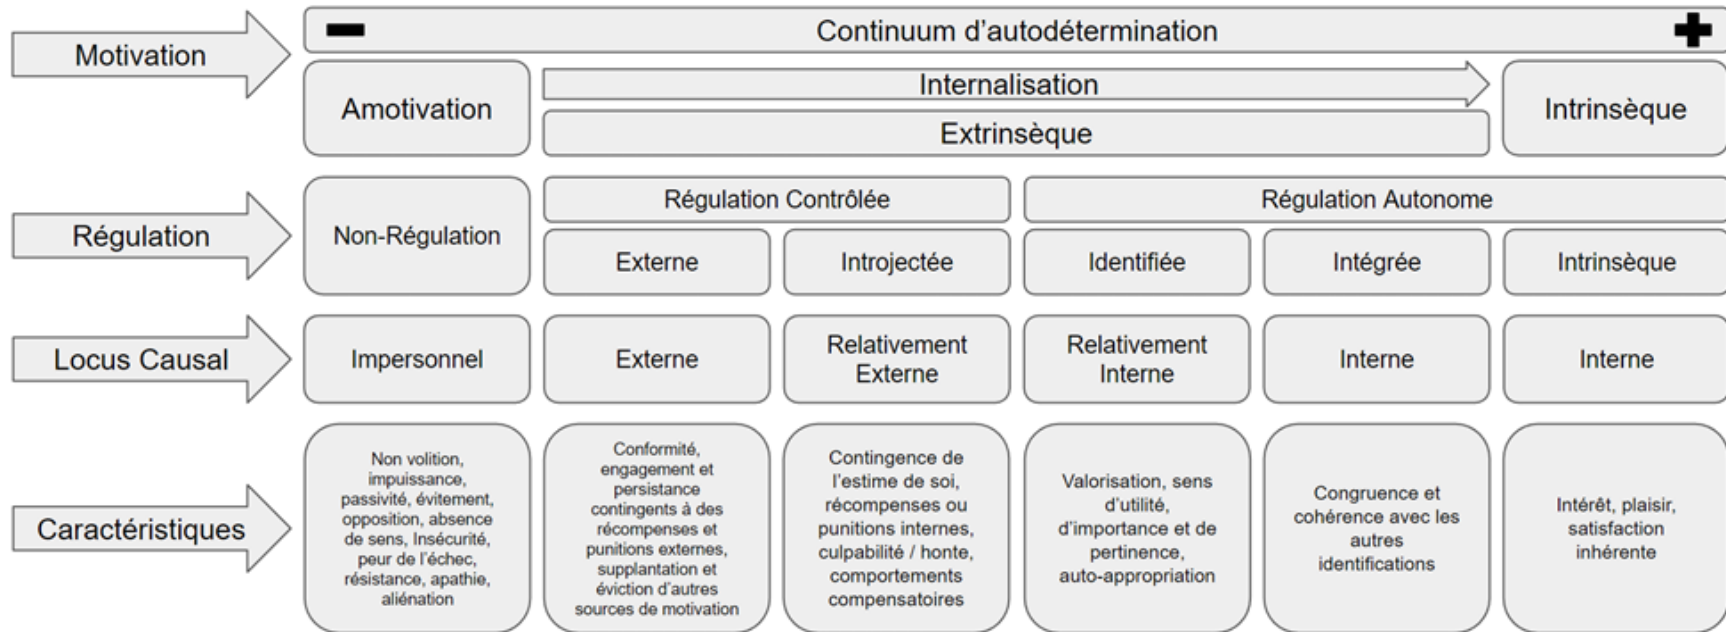 Motivation
Continuum d'autodétermination
Amotivation
Internalisation
Extrinsèque
Intrinsèque
Régulation
Non-Régulation
Régulation Contrôlée
Régulation Autonome
Externe
Introjectée
Identifiée
Intégrée
Intrinsèque
Locus Causal
Impersonnel
Externe
Relativement
Externe
Relativement
Interne
Interne
Interne
Caractéristiques
Non volition,
impuissance,
passivité, évitement,
opposition, absence
de sens, Insécurité,
peur de l'échec,
résistance, apathie,
aliénation
Conformité,
engagement et
persistance
contingents à des
récompenses et
punitions externes,
supplantation et
éviction d'autres
sources de motivation
Contingence de
l'estime de soi,
récompenses ou
punitions internes,
culpabilité / honte,
comportements
compensatoires
Valorisation, sens
d'utilité,
d'importance et de
pertinence,
auto-appropriation
Congruence et
cohérence avec les
autres
identifications
Intérêt, plaisir,
satisfaction
inhérente